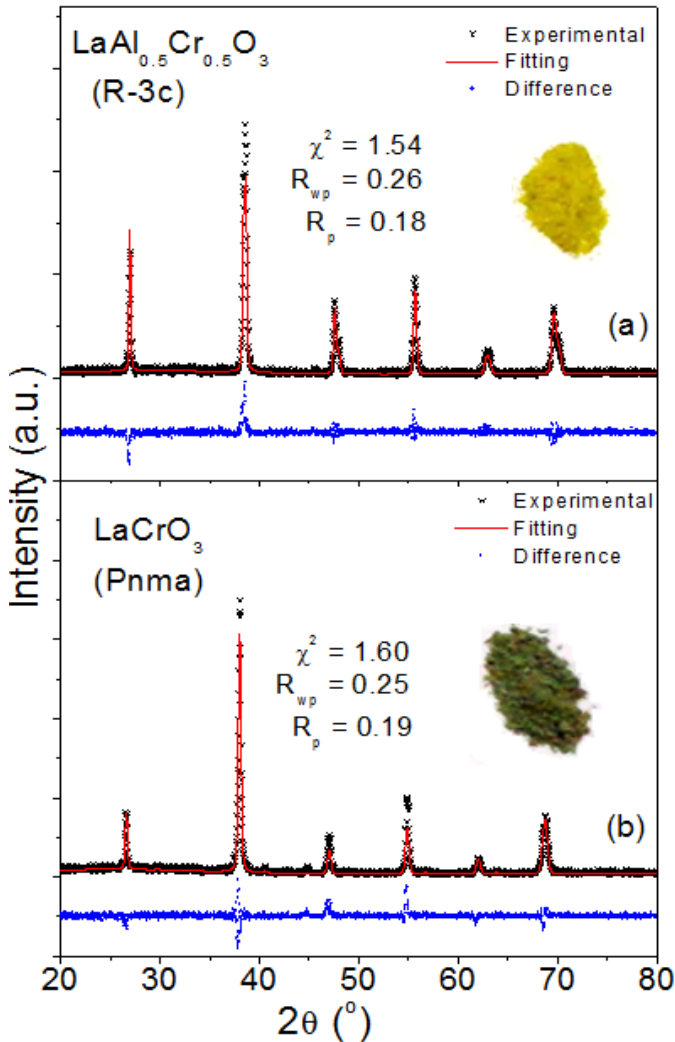 LaAl0.5Cr0.5O3
(R-3c)
Experimental
Fitting
Difference
χ² = 1.54
Rwp = 0.26
Rp = 0.18
(a)
LaCrO3
(Pnma)
Experimental
Fitting
Difference
χ² = 1.60
Rwp = 0.25
Rp = 0.19
(b)
Intensity (a.u.)
20 30 40 50 60 70 80
2θ (°)